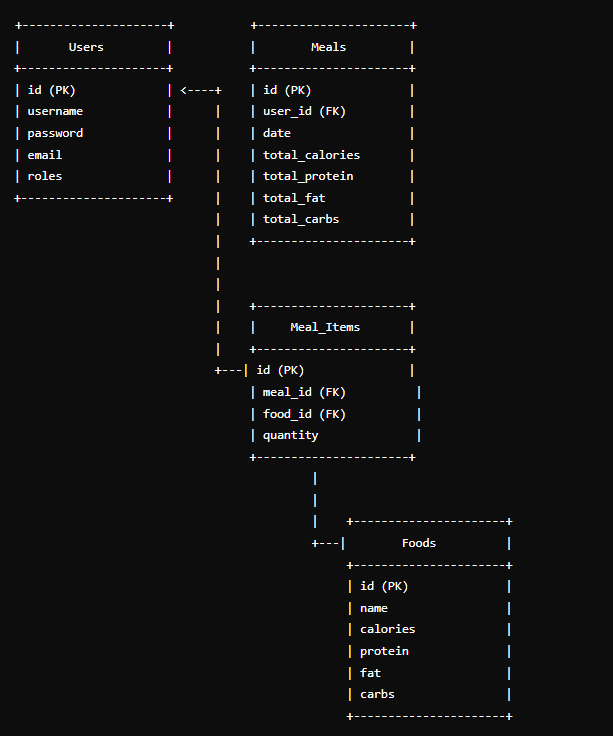 +---------------------+           +----------------------+
|       Users         |           |        Meals         |
+---------------------+           +----------------------+
| id (PK)             | <----+    | id (PK)              |
| username            |      |    | user_id (FK)         |
| password            |      |    | date                 |
| email               |      |    | total_calories       |
| roles               |      |    | total_protein        |
+---------------------+      |    | total_fat            |
                             |    | total_carbs          |
                             |    +----------------------+
                             |
                             |
                             |    +----------------------+
                             |    |     Meal_Items       |
                             |    +----------------------+
                             +---| id (PK)               |
                                  | meal_id (FK)          |
                                  | food_id (FK)          |
                                  | quantity              |
                                  +----------------------+
                                           |
                                           |
                                           |    +----------------------+
                                           +---|        Foods          |
                                                +----------------------+
                                                | id (PK)              |
                                                | name                 |
                                                | calories             |
                                                | protein              |
                                                | fat                  |
                                                | carbs                |
                                                +----------------------+